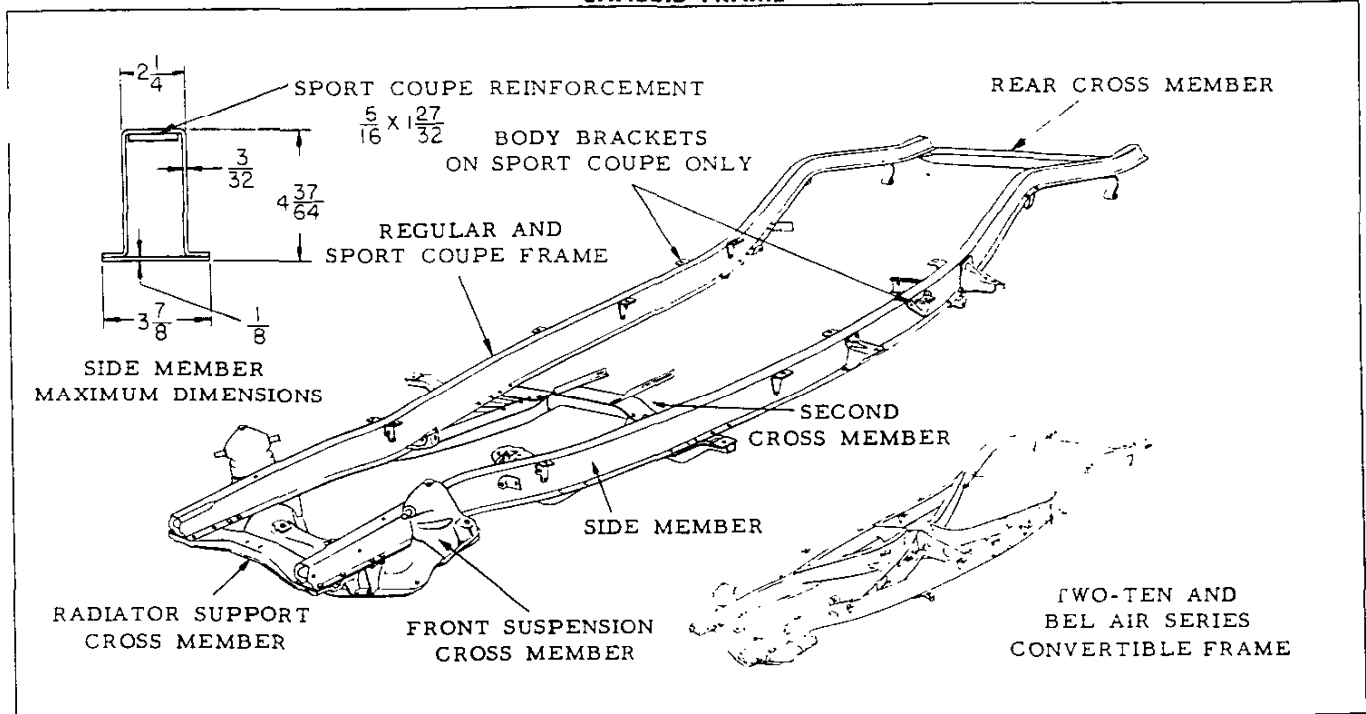 2 1/4
SPORT COUPE REINFORCEMENT
5/16 X 1 27/32
3/32
4 37/64
BODY BRACKETS
ON SPORT COUPE ONLY
REAR CROSS MEMBER
REGULAR AND
SPORT COUPE FRAME
3 7/8
1/8
SIDE MEMBER
MAXIMUM DIMENSIONS
SECOND
CROSS MEMBER
SIDE MEMBER
RADIATOR SUPPORT
CROSS MEMBER
FRONT SUSPENSION
CROSS MEMBER
TWO-TEN AND
BEL AIR SERIES
CONVERTIBLE FRAME